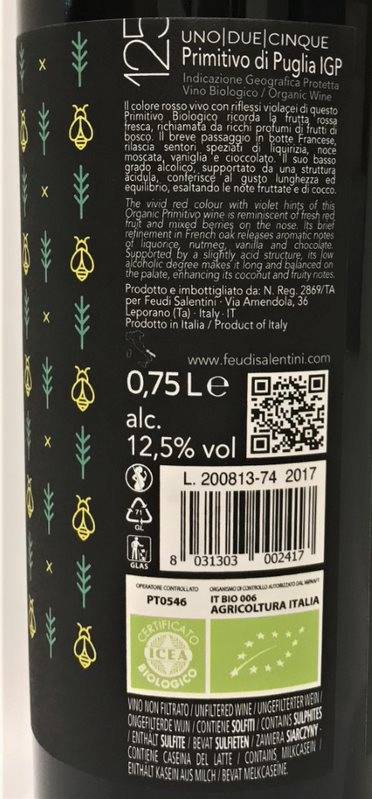 125
UNO|DUE|CINQUE
Primitivo di Puglia IGP
Indicazione Geografica Protetta
Vino Biologico / Organic Wine
Il colore rosso vivo con riflessi violacei di questo
Primitivo Biologico ricorda la frutta rossa
fresca, richiamata da ricchi profumi di frutti di
bosco. Il breve passaggio in botte Francese,
rilascia sentori speziati di liquirizia, noce
moscata, vaniglia e cioccolato. Il suo basso
grado alcolico, supportato da una struttura
acidula, conferisce al gusto lunghezza ed
equilibrio, esaltando le note fruttate e di cocco.
The vivid red colour with violet hints of this
Organic Primitivo wine is reminiscent of fresh red
fruit and mixed berries on the nose. Its brief
refinement in French oak releases aromatic notes
of liquorice, nutmeg, vanilla and chocolate.
Supported by a slightly acid structure, its low
alcoholic degree makes it long and balanced on
the palate, enhancing its coconut and fruity notes.
Prodotto e imbottigliato da: N. Reg. 2869/TA
per Feudi Salentini · Via Amendola, 36
Leporano (Ta) · Italy · IT
Prodotto in Italia / Product of Italy
www.feudisalentini.com
0,75 L e
alc.
12,5% vol
L. 200813-74 2017
71
GL
GLAS
8 031303 002417
OPERATORE CONTROLLATO
PT0546
ORGANISMO DI CONTROLLO AUTORIZZATO DAL MIPAAFT
IT BIO 006
AGRICOLTURA ITALIA
CERTIFICATO
ICEA
BIOLOGICO
VINO NON FILTRATO / UNFILTERED WINE / UNGEFILTERTER WEIN /
ONGEFILTERDE WIJN / CONTIENE SOLFITI / CONTAINS SULPHITES
/ ENTHÄLT SULFITE / BEVAT SULFIETEN / ZAWIERA SIARCZYNY ·
CONTIENE CASEINA DEL LATTE / CONTAINS MILKCASEIN /
ENTHÄLT KASEIN AUS MILCH / BEVAT MELKCASEINE.